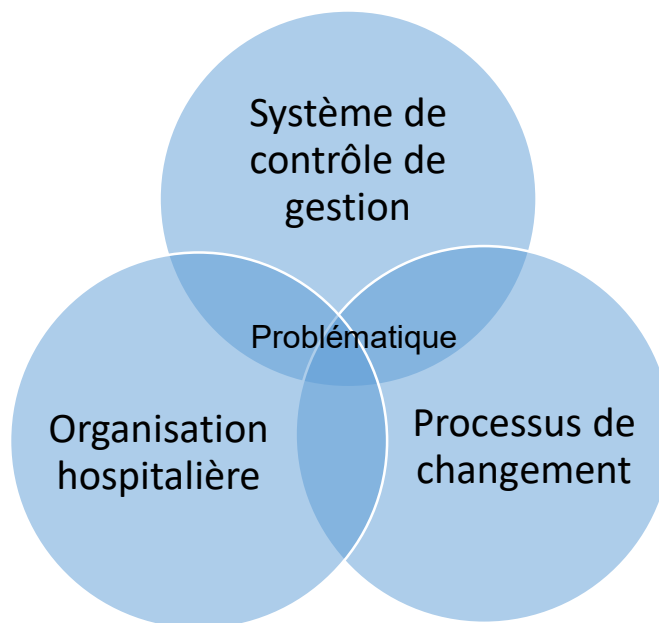 Système de
contrôle de
gestion
Problématique
Organisation
hospitalière
Processus de
changement